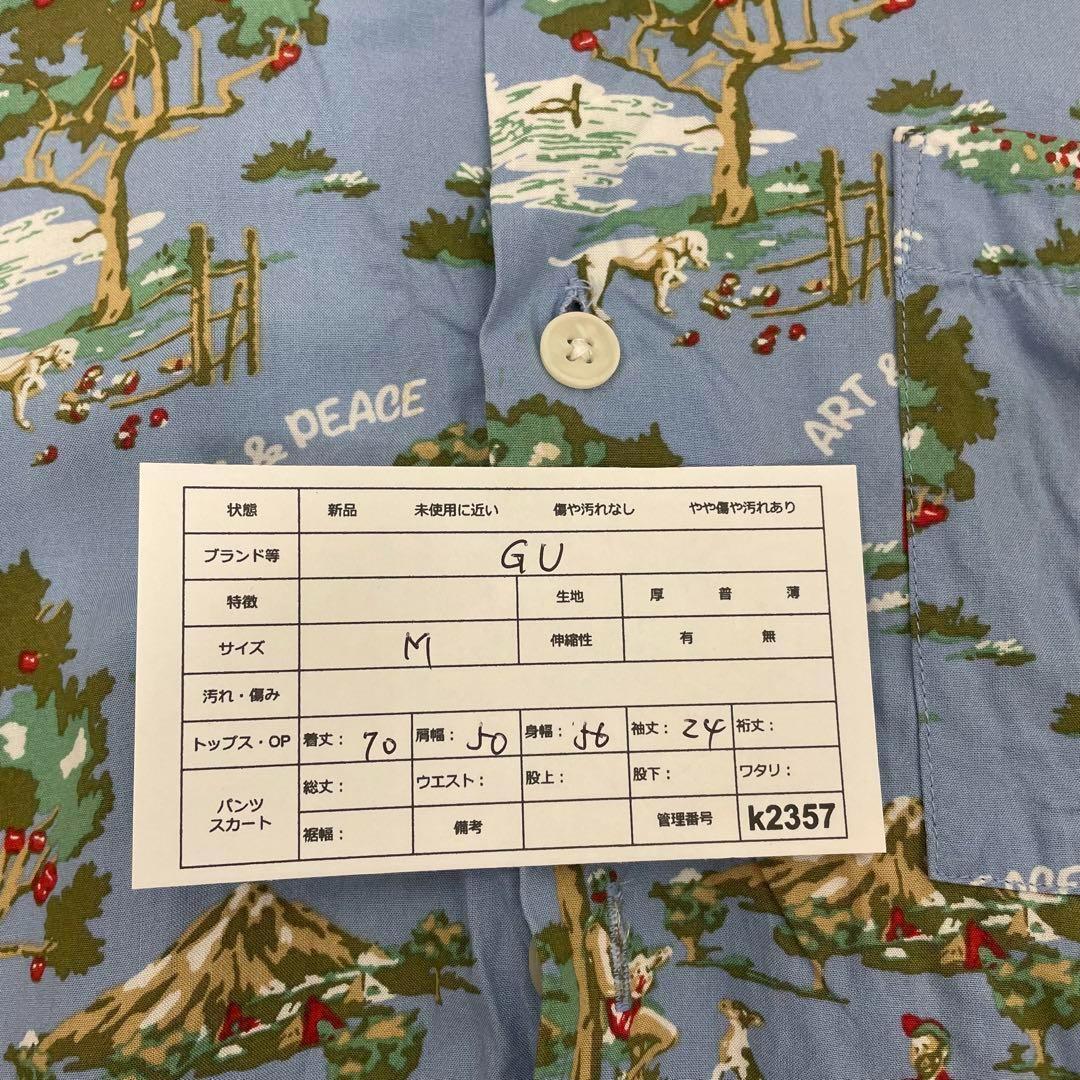 & PEACE
ART &
状態 新品 未使用に近い 傷や汚れなし やや傷や汚れあり
ブランド等 GU
特徴 生地 厚 普 薄
サイズ M 伸縮性 有 無
汚れ・傷み
トップス・OP 着丈： 70 肩幅： 50 身幅： 56 袖丈： 24 裄丈：
パンツ スカート 総丈： ウエスト： 股上： 股下： ワタリ：
裾幅： 備考 管理番号 k2357